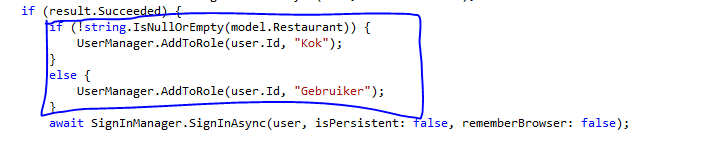 if (result.Succeeded) {
if (!string.IsNullOrEmpty(model.Restaurant)) {
UserManager.AddToRole(user.Id, "Kok");
}
else {
UserManager.AddToRole(user.Id, "Gebruiker");
}
await SignInManager.SignInAsync(user, isPersistent: false, rememberBrowser: false);